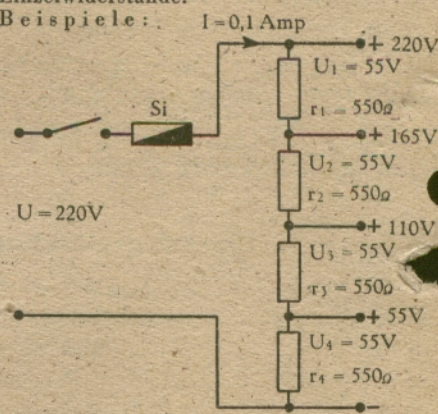 Einzelwiderstände.
Beispiele:
I=0,1 Amp
+ 220V
U1 = 55V
Si
r1 = 550Ω
+ 165V
U2 = 55V
r2 = 550Ω
U = 220V
+ 110V
U3 = 55V
r3 = 550Ω
+ 55V
U4 = 55V
r4 = 550Ω
−